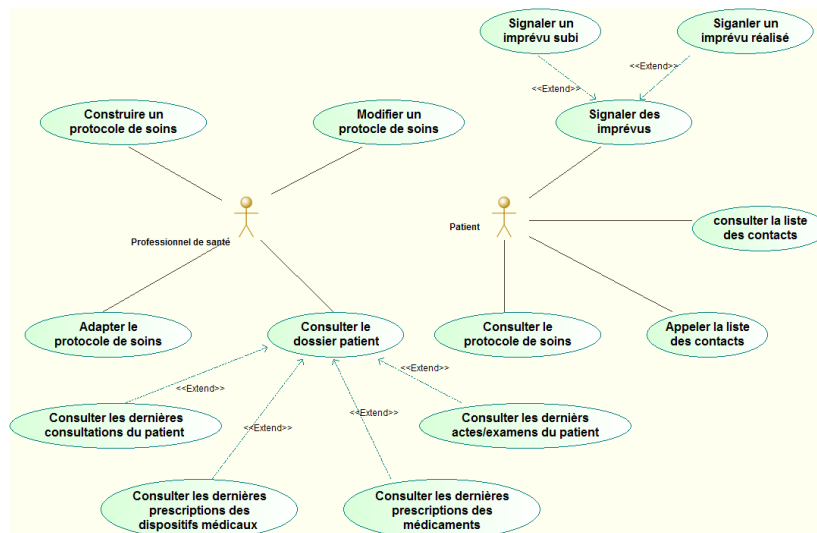 Signaler un
imprévu subi
Siganler un
imprévu réalisé
<<Extend>>
<<Extend>>
Construire un
protocole de soins
Modifier un
protocle de soins
Signaler des
imprévus
Professionnel de santé
Patient
consulter la liste
des contacts
Adapter le
protocole de soins
Consulter le
dossier patient
Consulter le
protocole de soins
Appeler la liste
des contacts
<<Extend>>
<<Extend>>
<<Extend>>
<<Extend>>
Consulter les dernières
consultations du patient
Consulter les dernièrs
actes/examens du patient
Consulter les dernières
prescriptions des
dispositifs médicaux
Consulter les dernières
prescriptions des
médicaments